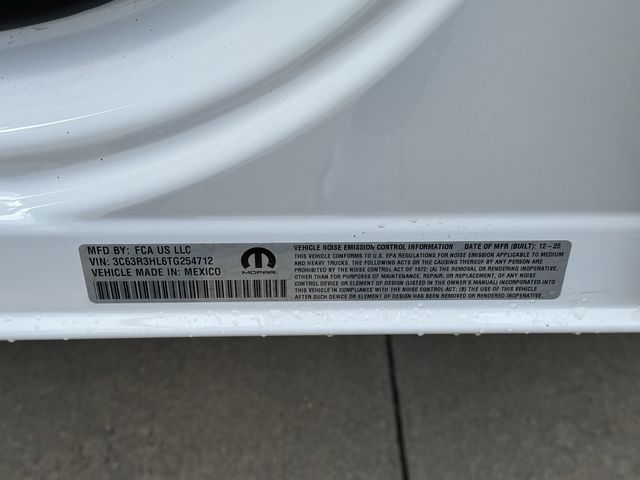 MFD BY: FCA US LLC
VIN: 3C63R3HL6TG254712
VEHICLE MADE IN: MEXICO
MOPAR
VEHICLE NOISE EMISSION CONTROL INFORMATION DATE OF MFR (BUILT): 12-25
THIS VEHICLE CONFORMS TO U.S. EPA REGULATIONS FOR NOISE EMISSION APPLICABLE TO MEDIUM
AND HEAVY TRUCKS. THE FOLLOWING ACTS OR THE CAUSING THEREOF BY ANY PERSON ARE
PROHIBITED BY THE NOISE CONTROL ACT OF 1972: (A) THE REMOVAL OR RENDERING INOPERATIVE,
OTHER THAN FOR PURPOSES OF MAINTENANCE, REPAIR, OR REPLACEMENT, OF ANY NOISE
CONTROL DEVICE OR ELEMENT OF DESIGN (LISTED IN THE OWNER'S MANUAL) INCORPORATED INTO
THIS VEHICLE IN COMPLIANCE WITH THE NOISE CONTROL ACT; (B) THE USE OF THIS VEHICLE
AFTER SUCH DEVICE OR ELEMENT OF DESIGN HAS BEEN REMOVED OR RENDERED INOPERATIVE.